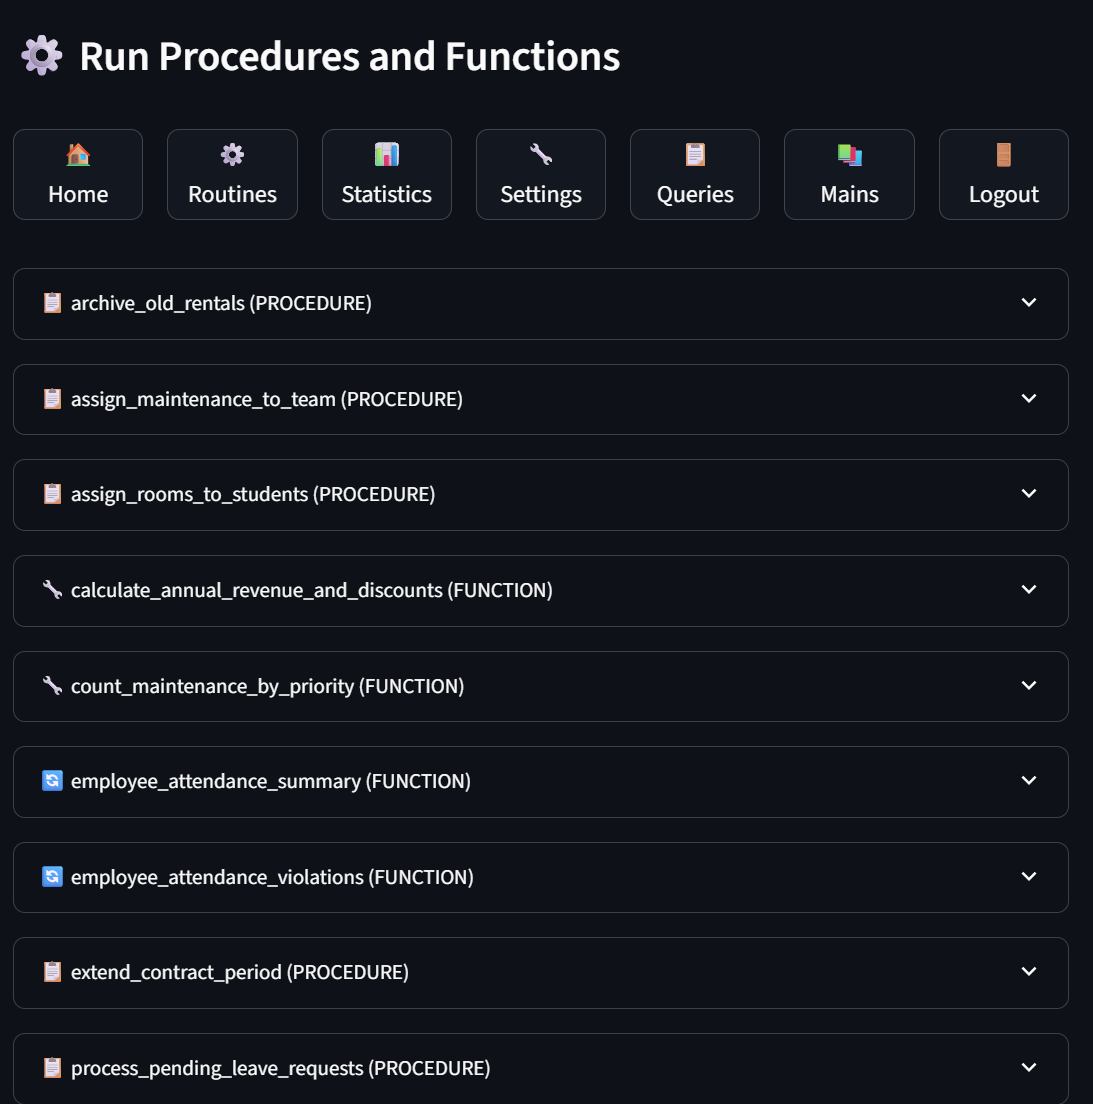 Run Procedures and Functions
Home
Routines
Statistics
Settings
Queries
Mains
Logout
archive_old_rentals (PROCEDURE)
assign_maintenance_to_team (PROCEDURE)
assign_rooms_to_students (PROCEDURE)
calculate_annual_revenue_and_discounts (FUNCTION)
count_maintenance_by_priority (FUNCTION)
employee_attendance_summary (FUNCTION)
employee_attendance_violations (FUNCTION)
extend_contract_period (PROCEDURE)
process_pending_leave_requests (PROCEDURE)